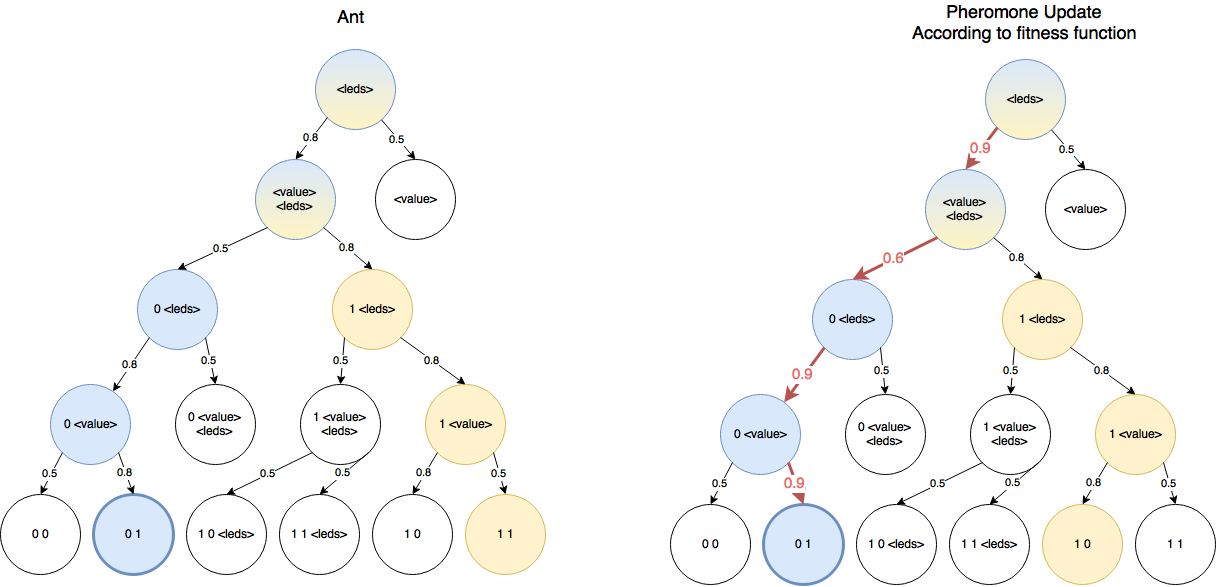 Ant
<leds>
0.8
0.5
<value>
<leds>
<value>
0.5
0.8
0 <leds>
1 <leds>
0.8
0.5
0.5
0.8
0 <value>
0 <value>
<leds>
1 <value>
<leds>
1 <value>
0.5
0.8
0.5
0.5
0.8
0.5
0 0
0 1
1 0 <leds>
1 1 <leds>
1 0
1 1
Pheromone Update
According to fitness function
<leds>
0.9
0.5
<value>
<leds>
<value>
0.6
0.8
0 <leds>
1 <leds>
0.9
0.5
0.5
0.8
0 <value>
0 <value>
<leds>
1 <value>
<leds>
1 <value>
0.5
0.9
0.5
0.5
0.8
0.5
0 0
0 1
1 0 <leds>
1 1 <leds>
1 0
1 1